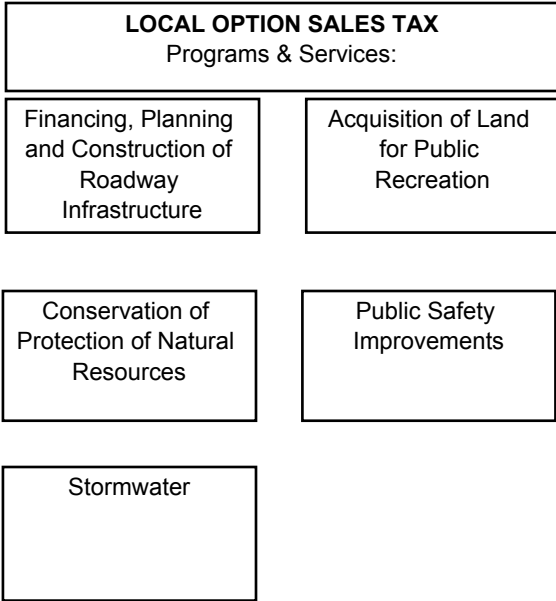 LOCAL OPTION SALES TAX
Programs & Services:
Financing, Planning
and Construction of
Roadway
Infrastructure
Acquisition of Land
for Public
Recreation
Conservation of
Protection of Natural
Resources
Public Safety
Improvements
Stormwater